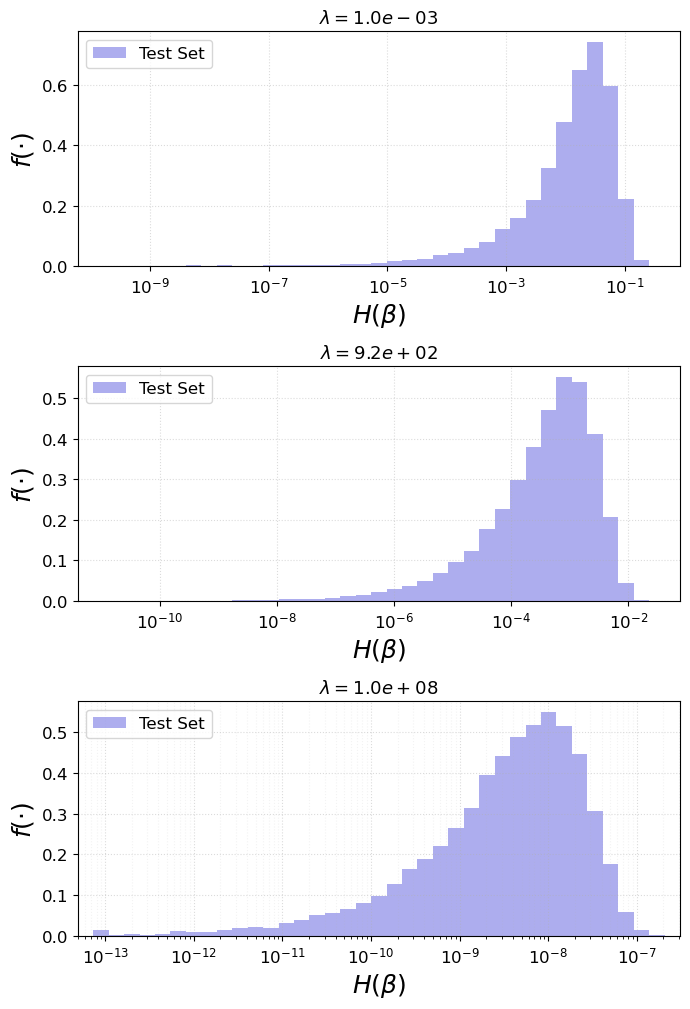 λ = 1.0e − 03
Test Set
f(·)
0.6
0.4
0.2
0.0
10⁻⁹ 10⁻⁷ 10⁻⁵ 10⁻³ 10⁻¹
H(β)
λ = 9.2e + 02
Test Set
f(·)
0.5
0.4
0.3
0.2
0.1
0.0
10⁻¹⁰ 10⁻⁸ 10⁻⁶ 10⁻⁴ 10⁻²
H(β)
λ = 1.0e + 08
Test Set
f(·)
0.5
0.4
0.3
0.2
0.1
0.0
10⁻¹³ 10⁻¹² 10⁻¹¹ 10⁻¹⁰ 10⁻⁹ 10⁻⁸ 10⁻⁷
H(β)